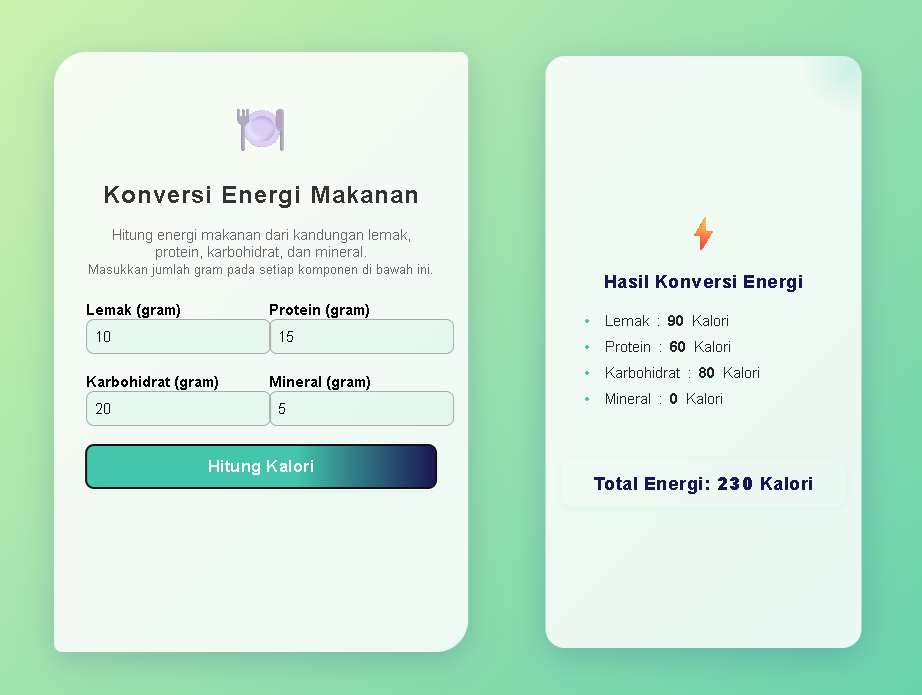 Konversi Energi Makanan
Hitung energi makanan dari kandungan lemak,
protein, karbohidrat, dan mineral.
Masukkan jumlah gram pada setiap komponen di bawah ini.
Lemak (gram) Protein (gram)
10 15
Karbohidrat (gram) Mineral (gram)
20 5
Hitung Kalori
Hasil Konversi Energi
• Lemak : 90 Kalori
• Protein : 60 Kalori
• Karbohidrat : 80 Kalori
• Mineral : 0 Kalori
Total Energi: 230 Kalori